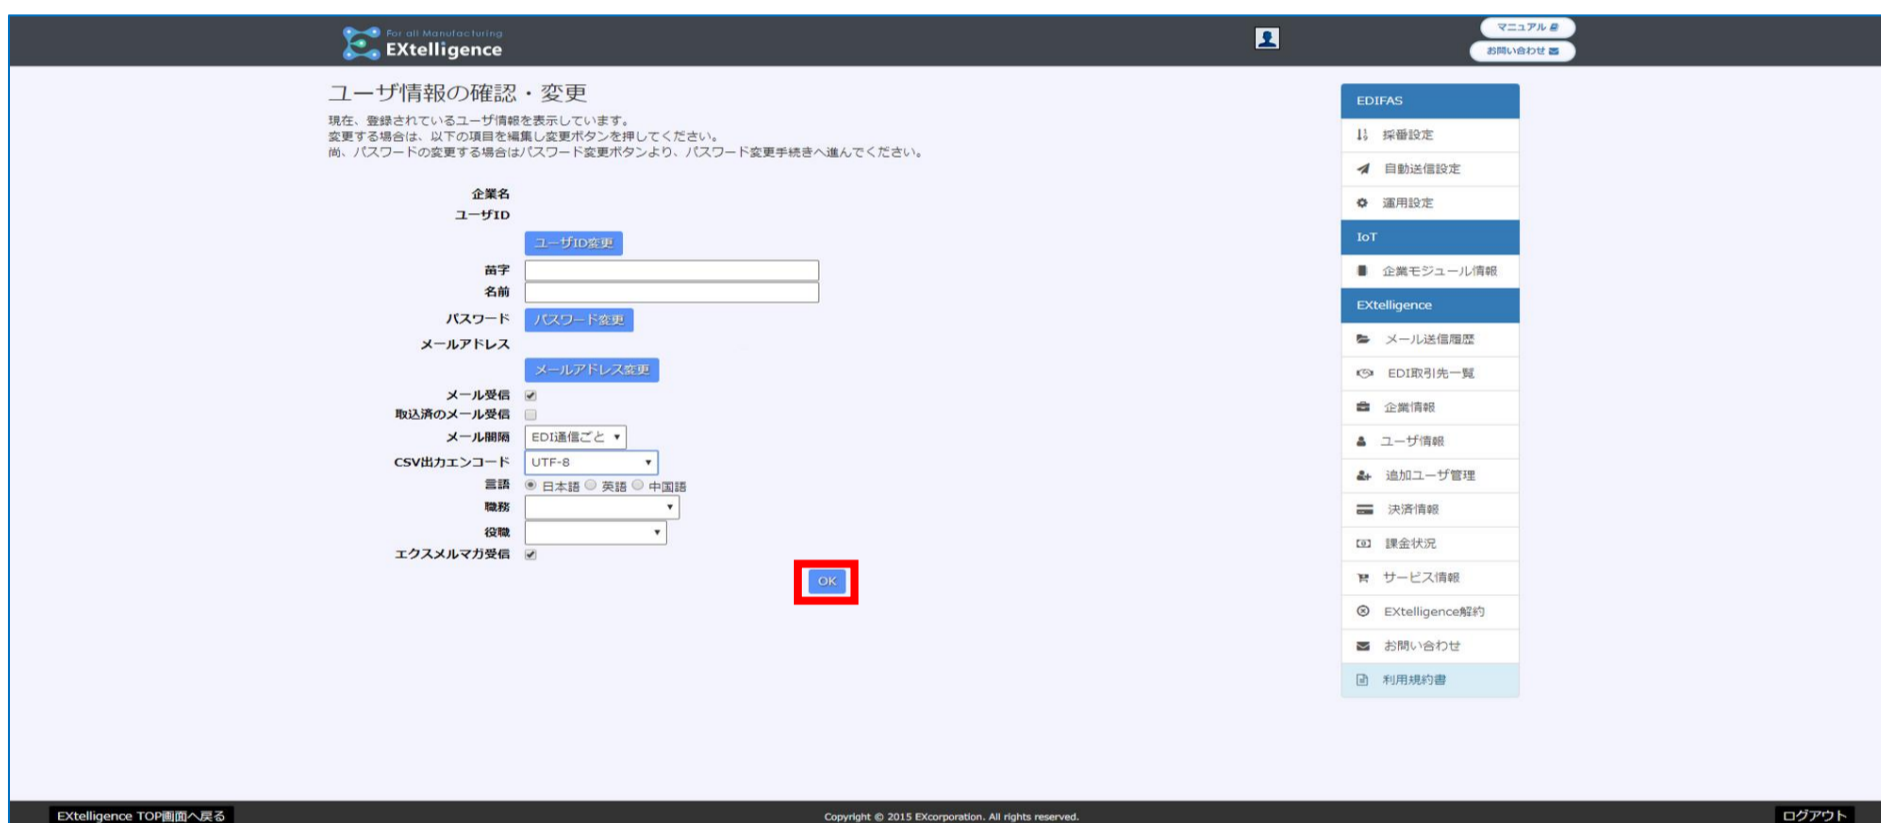 For all Manufacturing
EXtelligence
マニュアル
お問い合わせ
ユーザ情報の確認・変更
現在、登録されているユーザ情報を表示しています。
変更する場合は、以下の項目を編集し変更ボタンを押してください。
尚、パスワードの変更する場合はパスワード変更ボタンより、パスワード変更手続きへ進んでください。
企業名
ユーザID
ユーザID変更
苗字
名前
パスワード パスワード変更
メールアドレス
メールアドレス変更
メール受信
取込済のメール受信
メール間隔 EDI通信ごと
CSV出力エンコード UTF-8
言語 日本語 英語 中国語
職務
役職
エクスメルマガ受信
OK
EDIFAS
採番設定
自動送信設定
運用設定
IoT
企業モジュール情報
EXtelligence
メール送信履歴
EDI取引先一覧
企業情報
ユーザ情報
追加ユーザ管理
決済情報
課金状況
サービス情報
EXtelligence解約
お問い合わせ
利用規約書
EXtelligence TOP画面へ戻る
Copyright © 2015 EXcorporation. All rights reserved.
ログアウト